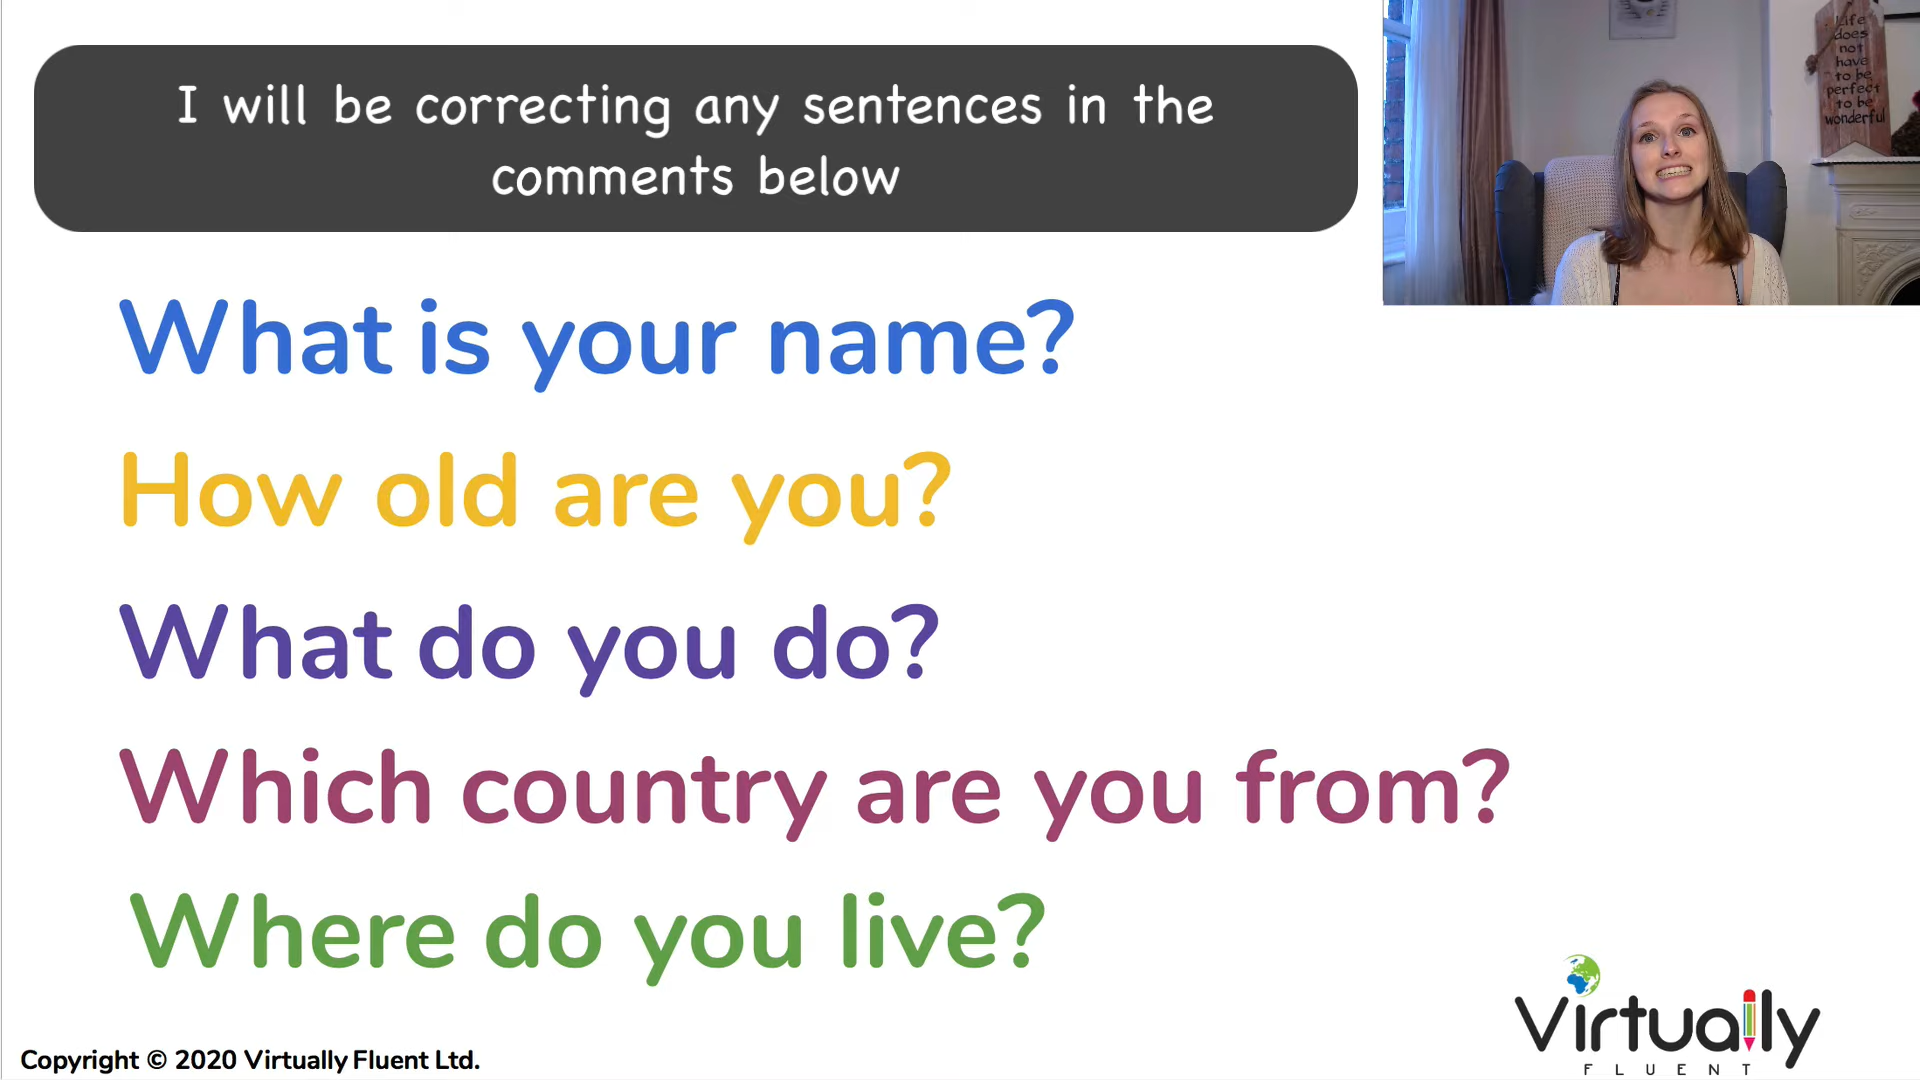 I will be correcting any sentences in the
comments below
Life
does
not
have
to be
perfect
to be
wonderful
What is your name?
How old are you?
What do you do?
Which country are you from?
Where do you live?
Virtually
FLUENT
Copyright © 2020 Virtually Fluent Ltd.